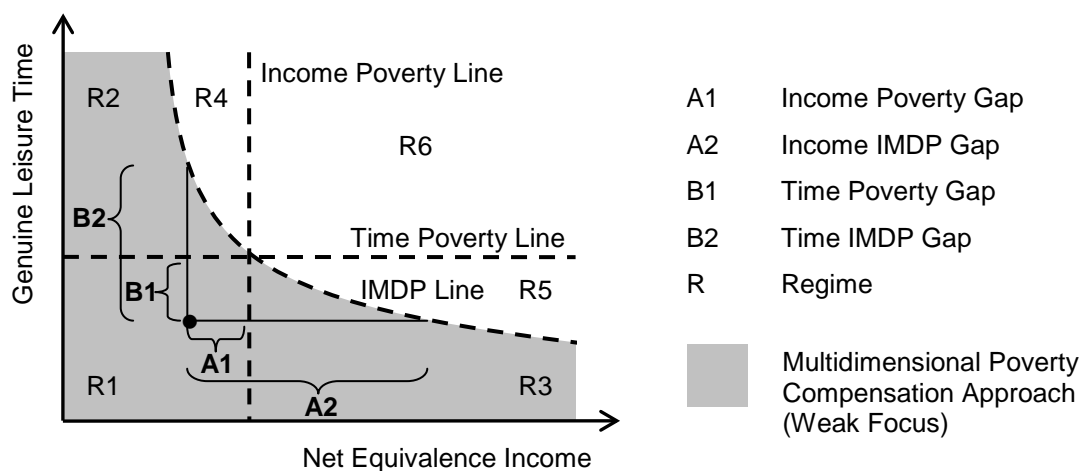 Genuine Leisure Time
R2
R4
Income Poverty Line
R6
B2
Time Poverty Line
B1
IMDP Line
R5
A1
R1
A2
R3
Net Equivalence Income
A1 Income Poverty Gap
A2 Income IMDP Gap
B1 Time Poverty Gap
B2 Time IMDP Gap
R Regime
Multidimensional Poverty
Compensation Approach
(Weak Focus)